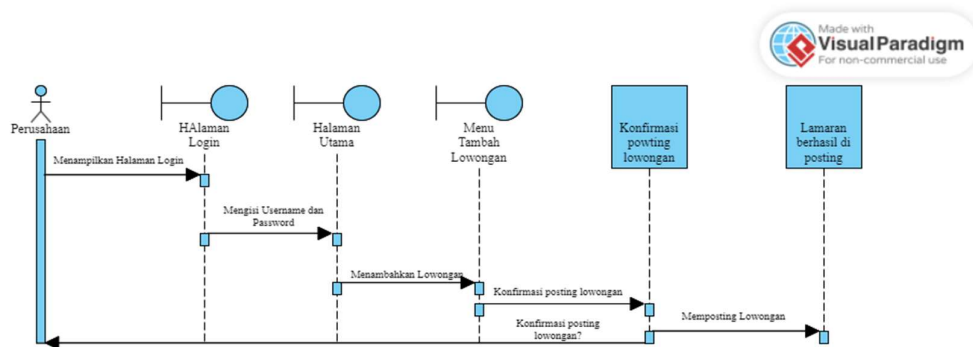 Made with
Visual Paradigm
For non-commercial use
Perusahaan
HAlaman
Login
Halaman
Utama
Menu
Tambah
Lowongan
Konfirmasi
powting
lowongan
Lamaran
berhasil di
posting
Menampilkan Halaman Login
Mengisi Username dan
Password
Menambahkan Lowongan
Konfirmasi posting lowongan
Konfirmasi posting
lowongan?
Memposting Lowongan